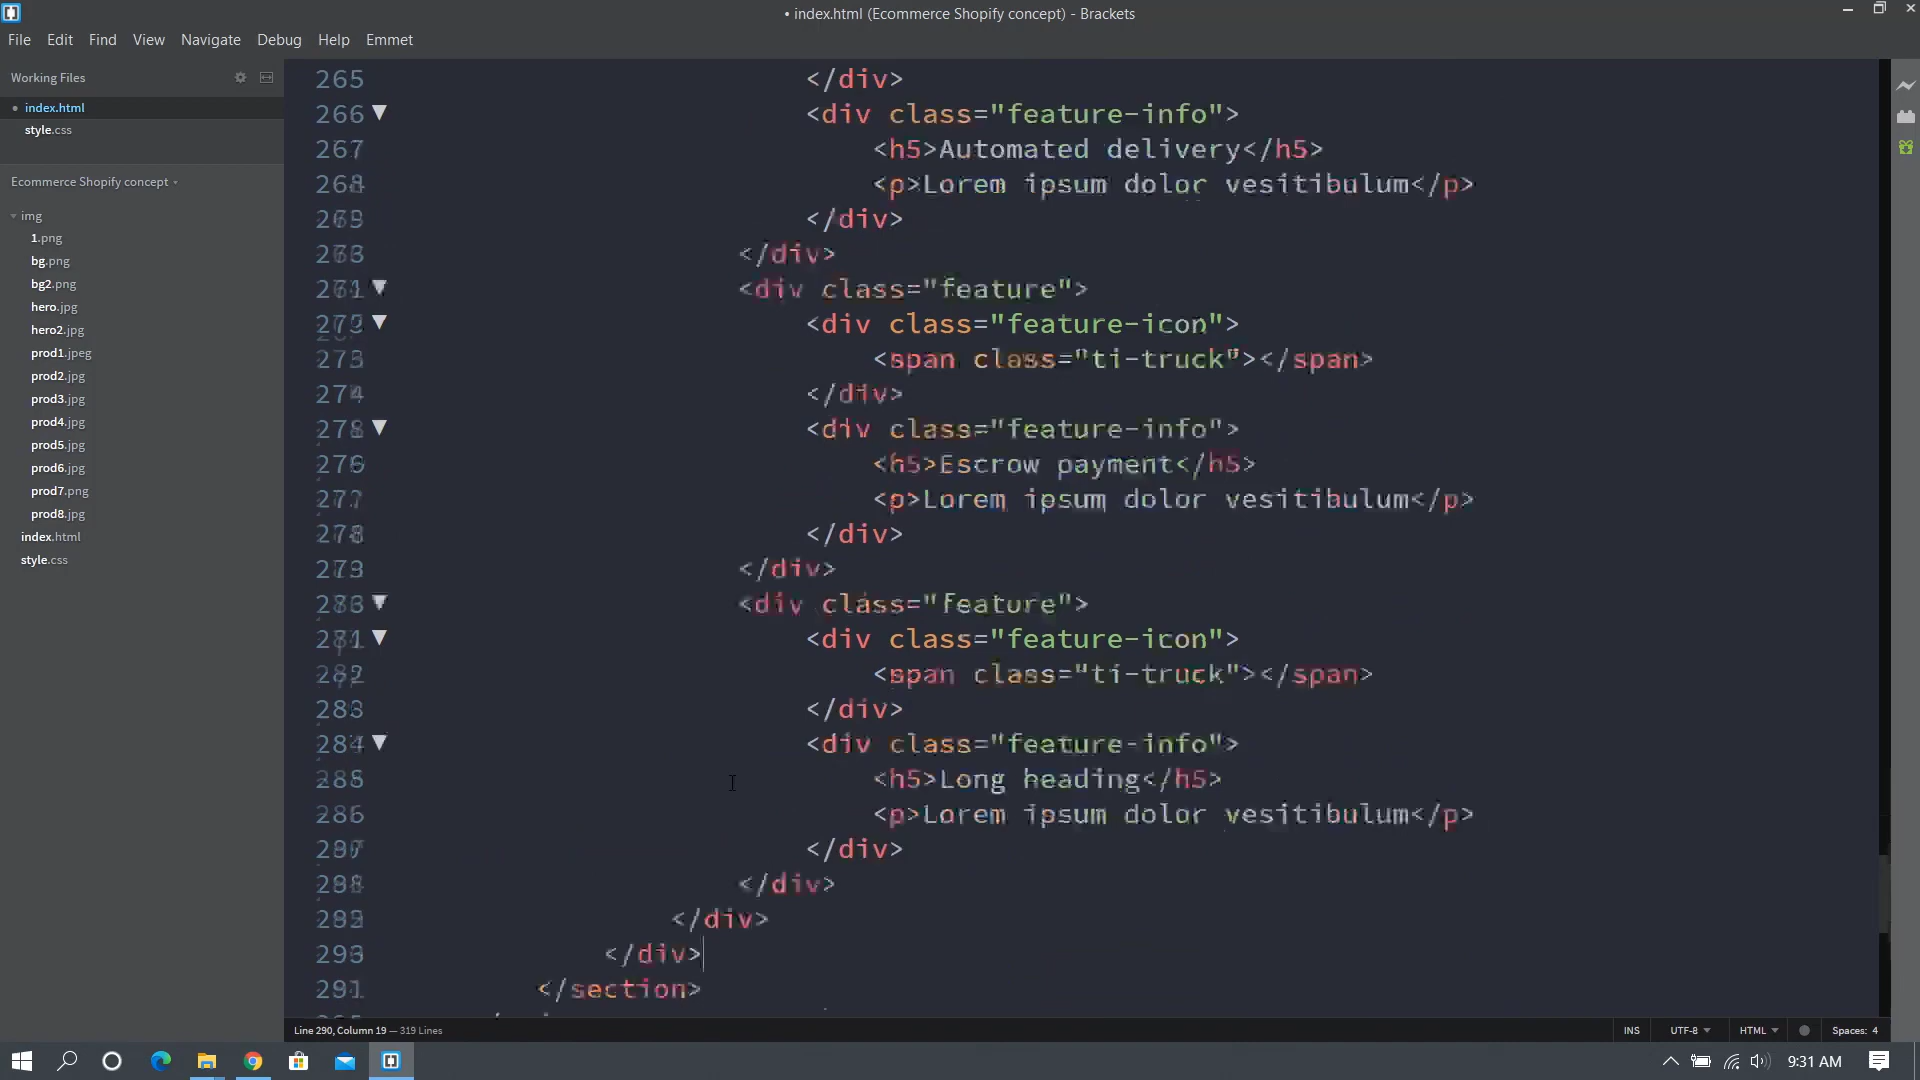 • index.html (Ecommerce Shopify concept) - Brackets
File Edit Find View Navigate Debug Help Emmet
Working Files
• index.html
style.css
Ecommerce Shopify concept
img
1.png
bg.png
bg2.png
hero.jpg
hero2.jpg
prod1.jpeg
prod2.jpg
prod3.jpg
prod4.jpg
prod5.jpg
prod6.jpg
prod7.png
prod8.jpg
index.html
style.css
265 </div>
266 <div class="feature-info">
267 <h5>Automated delivery</h5>
<p>Lorem ipsum dolor vesitibulum</p>
</div>
</div>
<div class="feature">
<div class="feature-icon">
<span class="ti-truck"></span>
274 </div>
<div class="feature-info">
<h5>Escrow payment</h5>
277 <p>Lorem ipsum dolor vesitibulum</p>
278 </div>
</div>
<div class="feature">
<div class="feature-icon">
<span class="ti-truck"></span>
283 </div>
284 <div class="feature-info">
285 <h5>Long heading</h5>
286 <p>Lorem ipsum dolor vesitibulum</p>
</div>
</div>
</div>
</div>
291 </section>
Line 290, Column 19 — 319 Lines
INS UTF-8 HTML Spaces: 4
9:31 AM